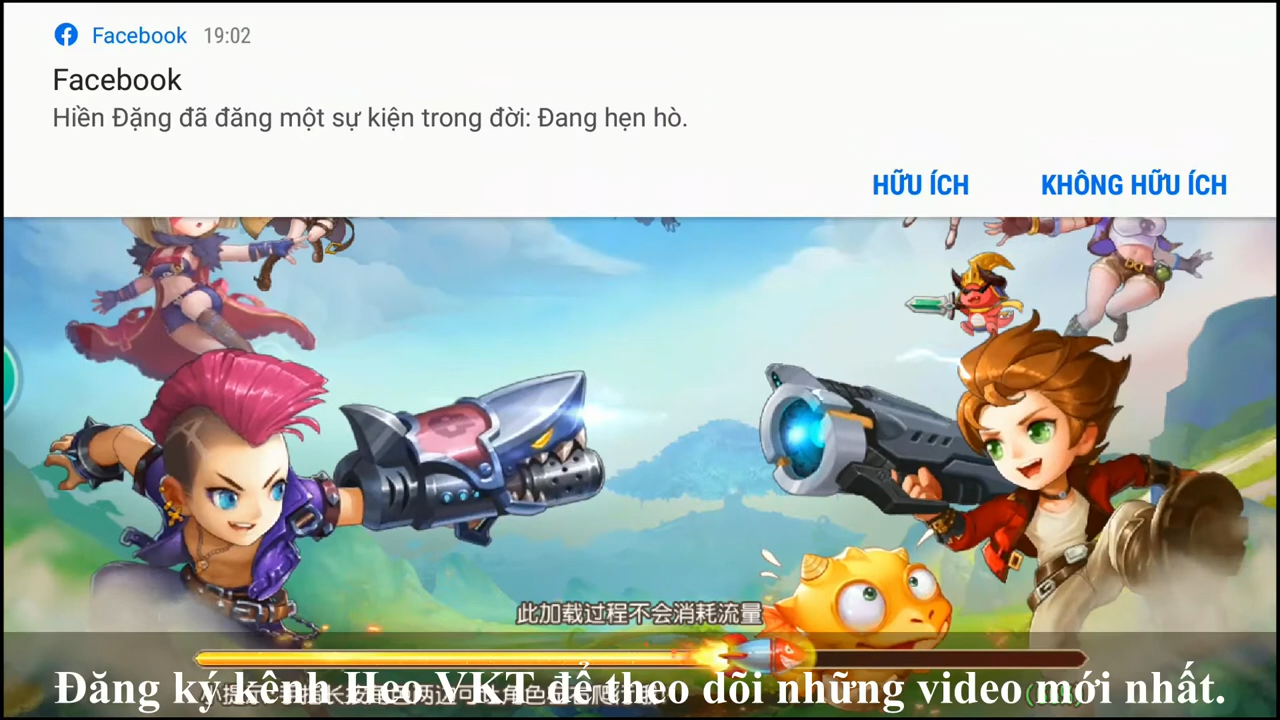 Facebook 19:02
Facebook
Hiền Đặng đã đăng một sự kiện trong đời: Đang hẹn hò.
HỮU ÍCH KHÔNG HỮU ÍCH
此加载过程不会消耗流量
Đăng ký kênh Heo VKT để theo dõi những video mới nhất.